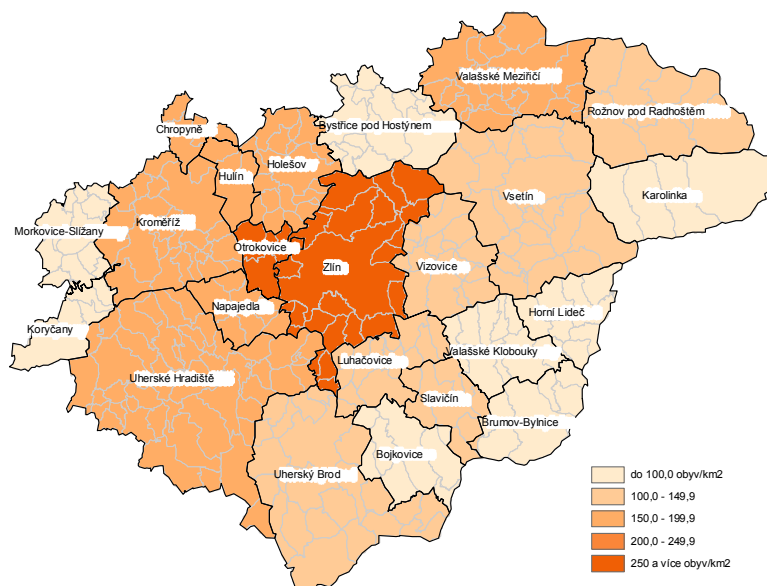 Valašské Meziříčí
Rožnov pod Radhoštěm
Chropyně
Bystřice pod Hostýnem
Holešov
Hulín
Vsetín
Karolinka
Kroměříž
Morkovice-Slížany
Otrokovice
Zlín
Vizovice
Napajedla
Horní Lideč
Koryčany
Luhačovice
Valašské Klobouky
Uherské Hradiště
Slavičín
Brumov-Bylnice
Bojkovice
Uherský Brod
do 100,0 obyv/km2
100,0 - 149,9
150,0 - 199,9
200,0 - 249,9
250 a více obyv/km2